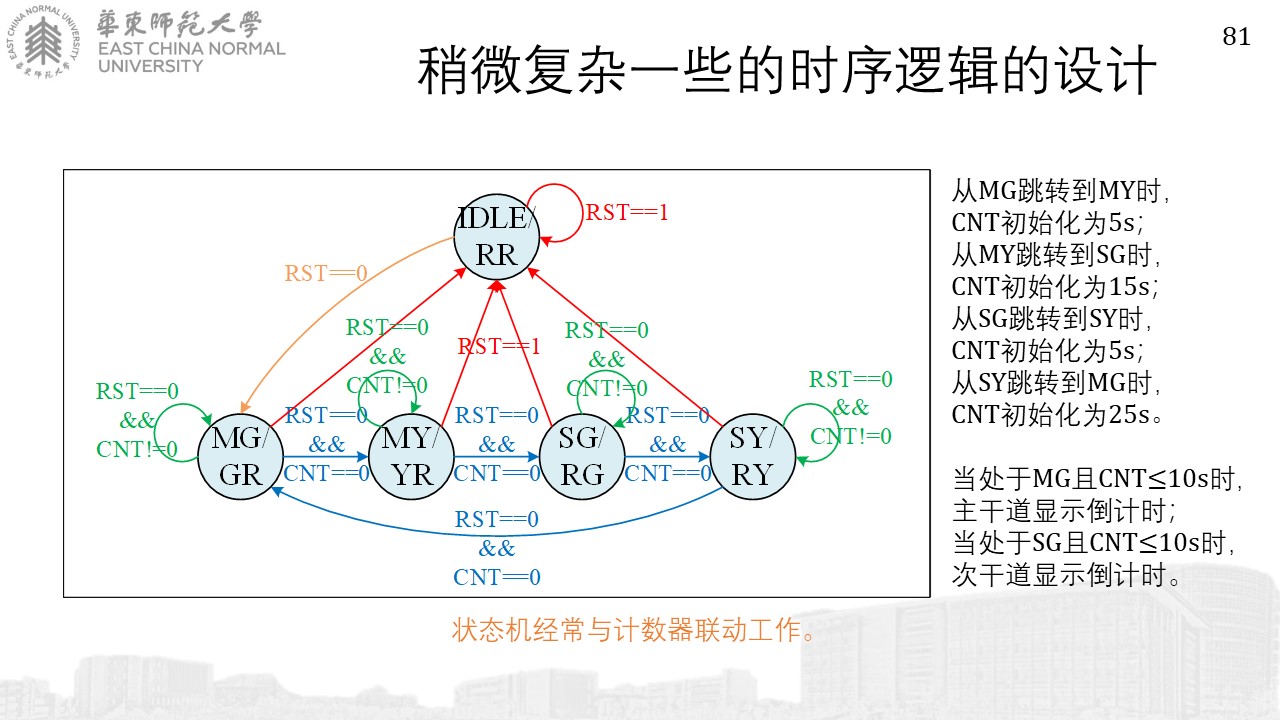 華東師範大學
EAST CHINA NORMAL
UNIVERSITY
EAST CHINA NORMAL UNIVERSITY
華東师范大学
81
稍微复杂一些的时序逻辑的设计
IDLE/
RR
RST==1
RST==0
RST==0
&&
CNT!=0
RST==1
RST==0
&&
CNT!=0
RST==0
&&
CNT!=0
RST==0
&&
CNT!=0
RST==0
&&
CNT==0
RST==0
&&
CNT==0
RST==0
&&
CNT==0
MG/
GR
MY/
YR
SG/
RG
SY/
RY
RST==0
&&
CNT==0
从MG跳转到MY时，
CNT初始化为5s；
从MY跳转到SG时，
CNT初始化为15s；
从SG跳转到SY时，
CNT初始化为5s；
从SY跳转到MG时，
CNT初始化为25s。
当处于MG且CNT≤10s时，
主干道显示倒计时；
当处于SG且CNT≤10s时，
次干道显示倒计时。
状态机经常与计数器联动工作。